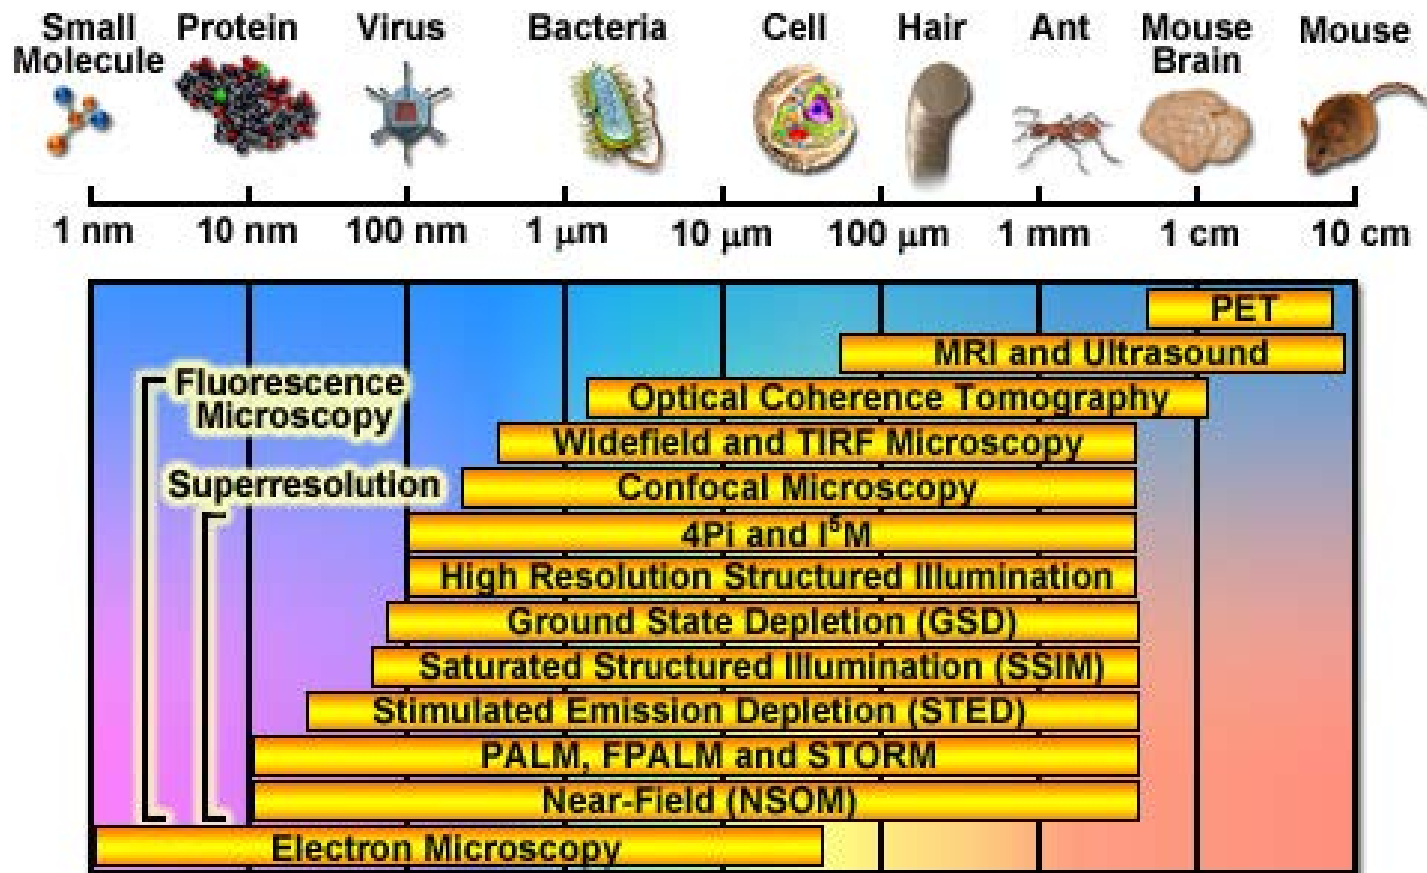 Small Molecule
Protein
Virus
Bacteria
Cell
Hair
Ant
Mouse Brain
Mouse
1 nm
10 nm
100 nm
1 μm
10 μm
100 μm
1 mm
1 cm
10 cm
PET
MRI and Ultrasound
Fluorescence
Microscopy
Optical Coherence Tomography
Widefield and TIRF Microscopy
Superresolution
Confocal Microscopy
4Pi and I⁵M
High Resolution Structured Illumination
Ground State Depletion (GSD)
Saturated Structured Illumination (SSIM)
Stimulated Emission Depletion (STED)
PALM, FPALM and STORM
Near-Field (NSOM)
Electron Microscopy